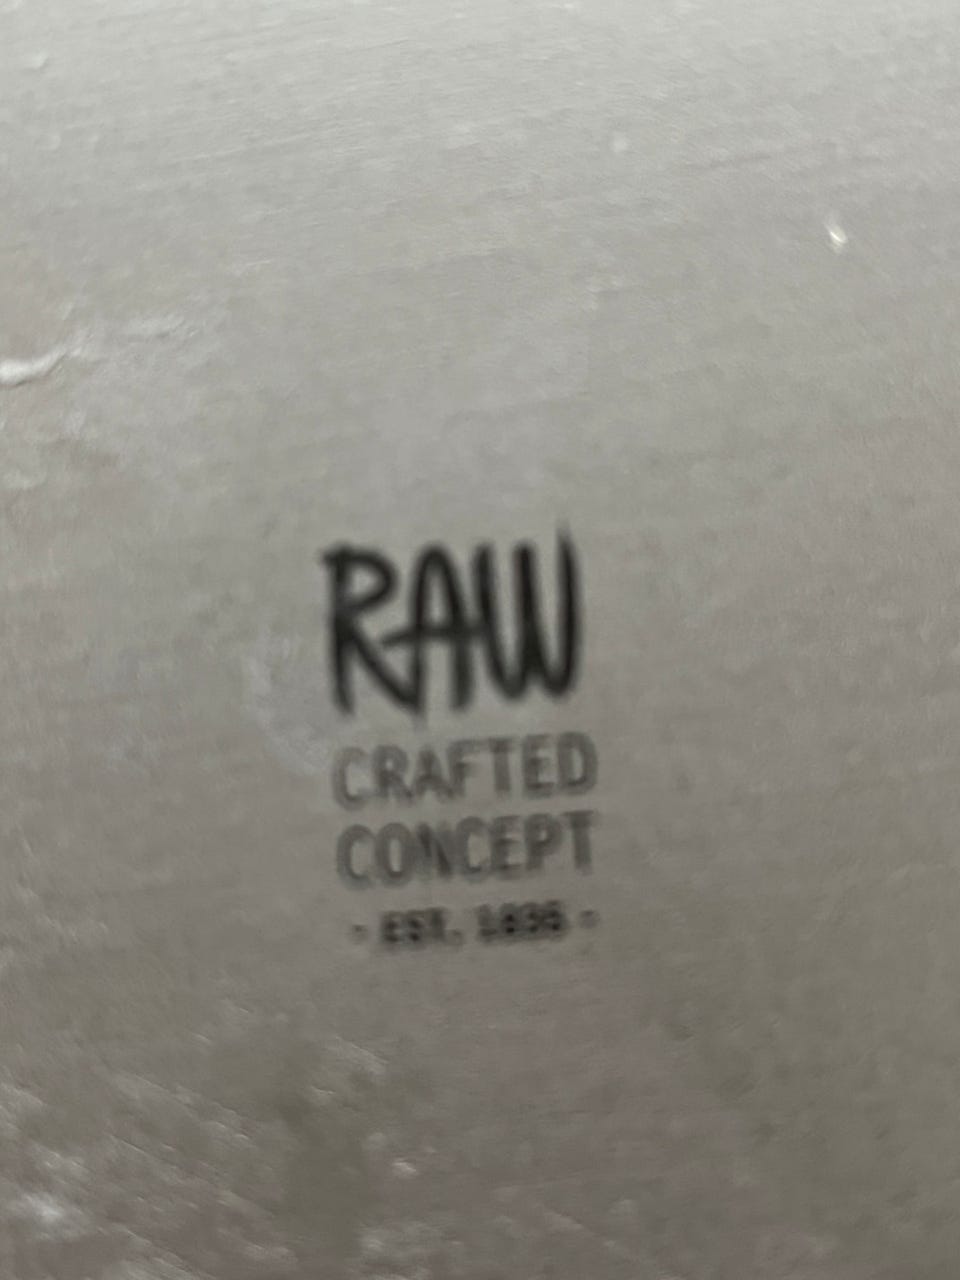 RAW
CRAFTED
CONCEPT
· EST.